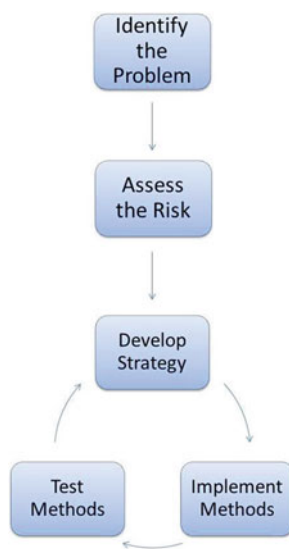 Identify
the
Problem
Assess
the Risk
Develop
Strategy
Test
Methods
Implement
Methods